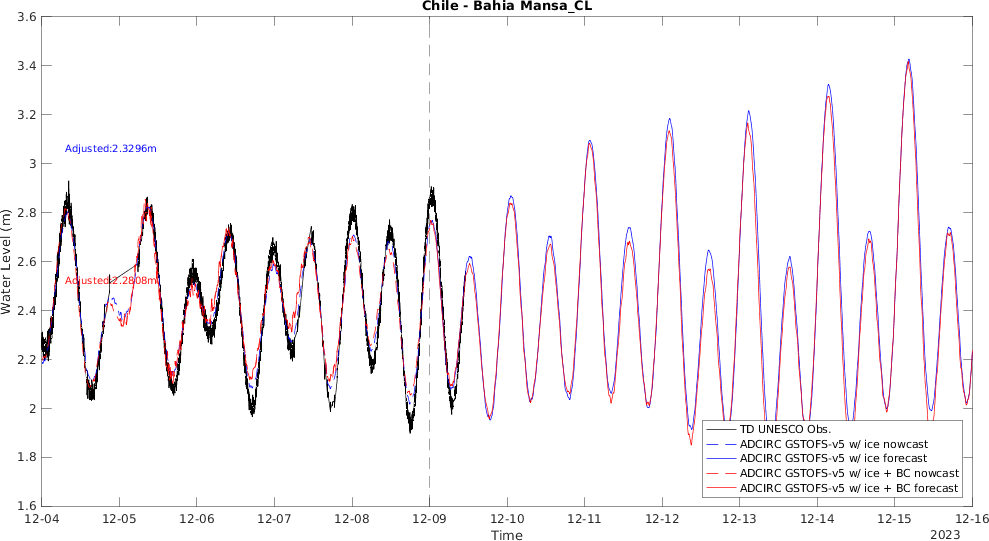 Chile - Bahia Mansa_CL
3.6
3.4
3.2
3
2.8
2.6
2.4
2.2
2
1.8
1.6
Water Level (m)
Adjusted:2.3296m
Adjusted:2.2808m
TD UNESCO Obs.
ADCIRC GSTOFS-v5 w/ ice nowcast
ADCIRC GSTOFS-v5 w/ ice forecast
ADCIRC GSTOFS-v5 w/ ice + BC nowcast
ADCIRC GSTOFS-v5 w/ ice + BC forecast
12-04 12-05 12-06 12-07 12-08 12-09 12-10 12-11 12-12 12-13 12-14 12-15 12-16
Time
2023